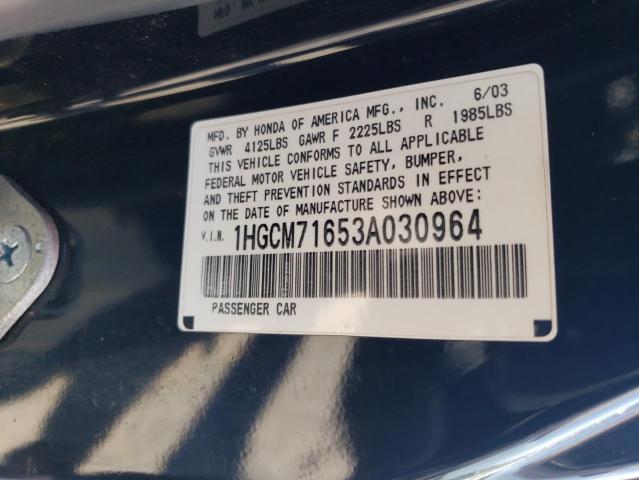 MFD. BY HONDA OF AMERICA MFG., INC. 6/03
GVWR 4125LBS GAWR F 2225LBS R 1985LBS
THIS VEHICLE CONFORMS TO ALL APPLICABLE
FEDERAL MOTOR VEHICLE SAFETY, BUMPER,
AND THEFT PREVENTION STANDARDS IN EFFECT
ON THE DATE OF MANUFACTURE SHOWN ABOVE:
V.I.N. 1HGCM71653A030964
PASSENGER CAR